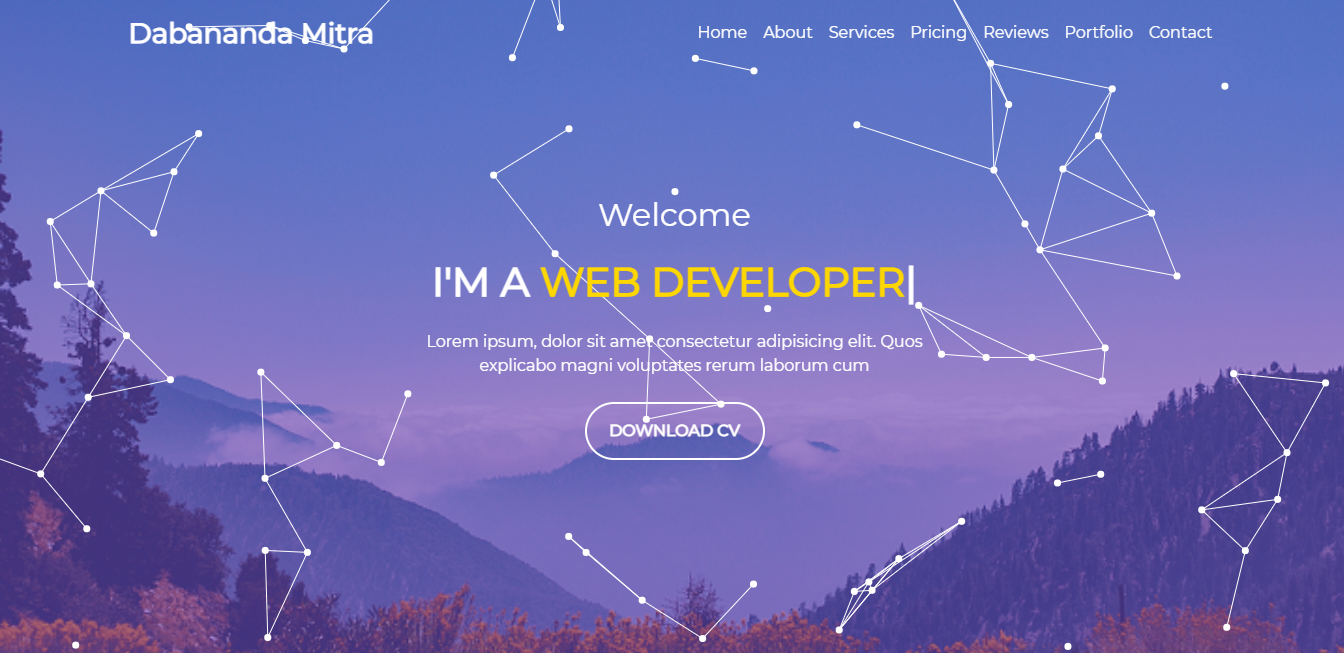 Dabananda Mitra
Home About Services Pricing Reviews Portfolio Contact
Welcome
I'M A WEB DEVELOPER|
Lorem ipsum, dolor sit amet consectetur adipisicing elit. Quos
explicabo magni voluptates rerum laborum cum
DOWNLOAD CV